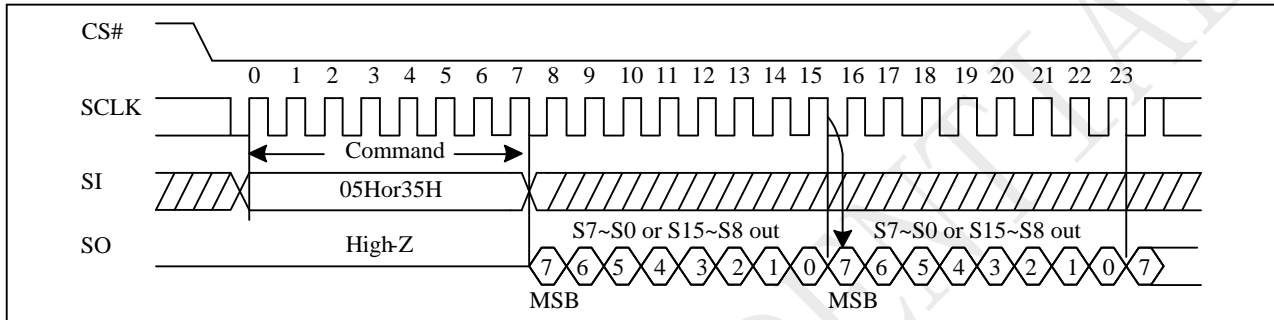 CS#
0 1 2 3 4 5 6 7 8 9 10 11 12 13 14 15 16 17 18 19 20 21 22 23
SCLK
Command
SI
05Hor35H
S7~S0 or S15~S8 out S7~S0 or S15~S8 out
SO
High-Z
7 6 5 4 3 2 1 0 7 6 5 4 3 2 1 0 7
MSB MSB